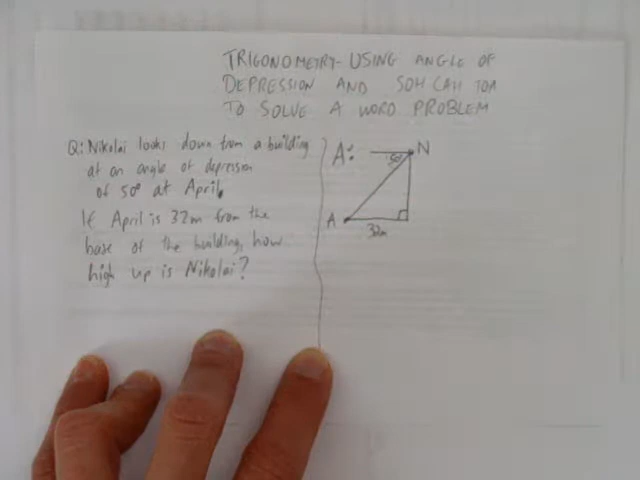 TRIGONOMETRY- USING ANGLE OF
DEPRESSION AND SOH CAH TOA
TO SOLVE A WORD PROBLEM
Q: Nikolai looks down from a building
at an angle of depression
of 50° at April.
If April is 32m from the
base of the building, how
high up is Nikolai?
A:
N
50°
A
32m